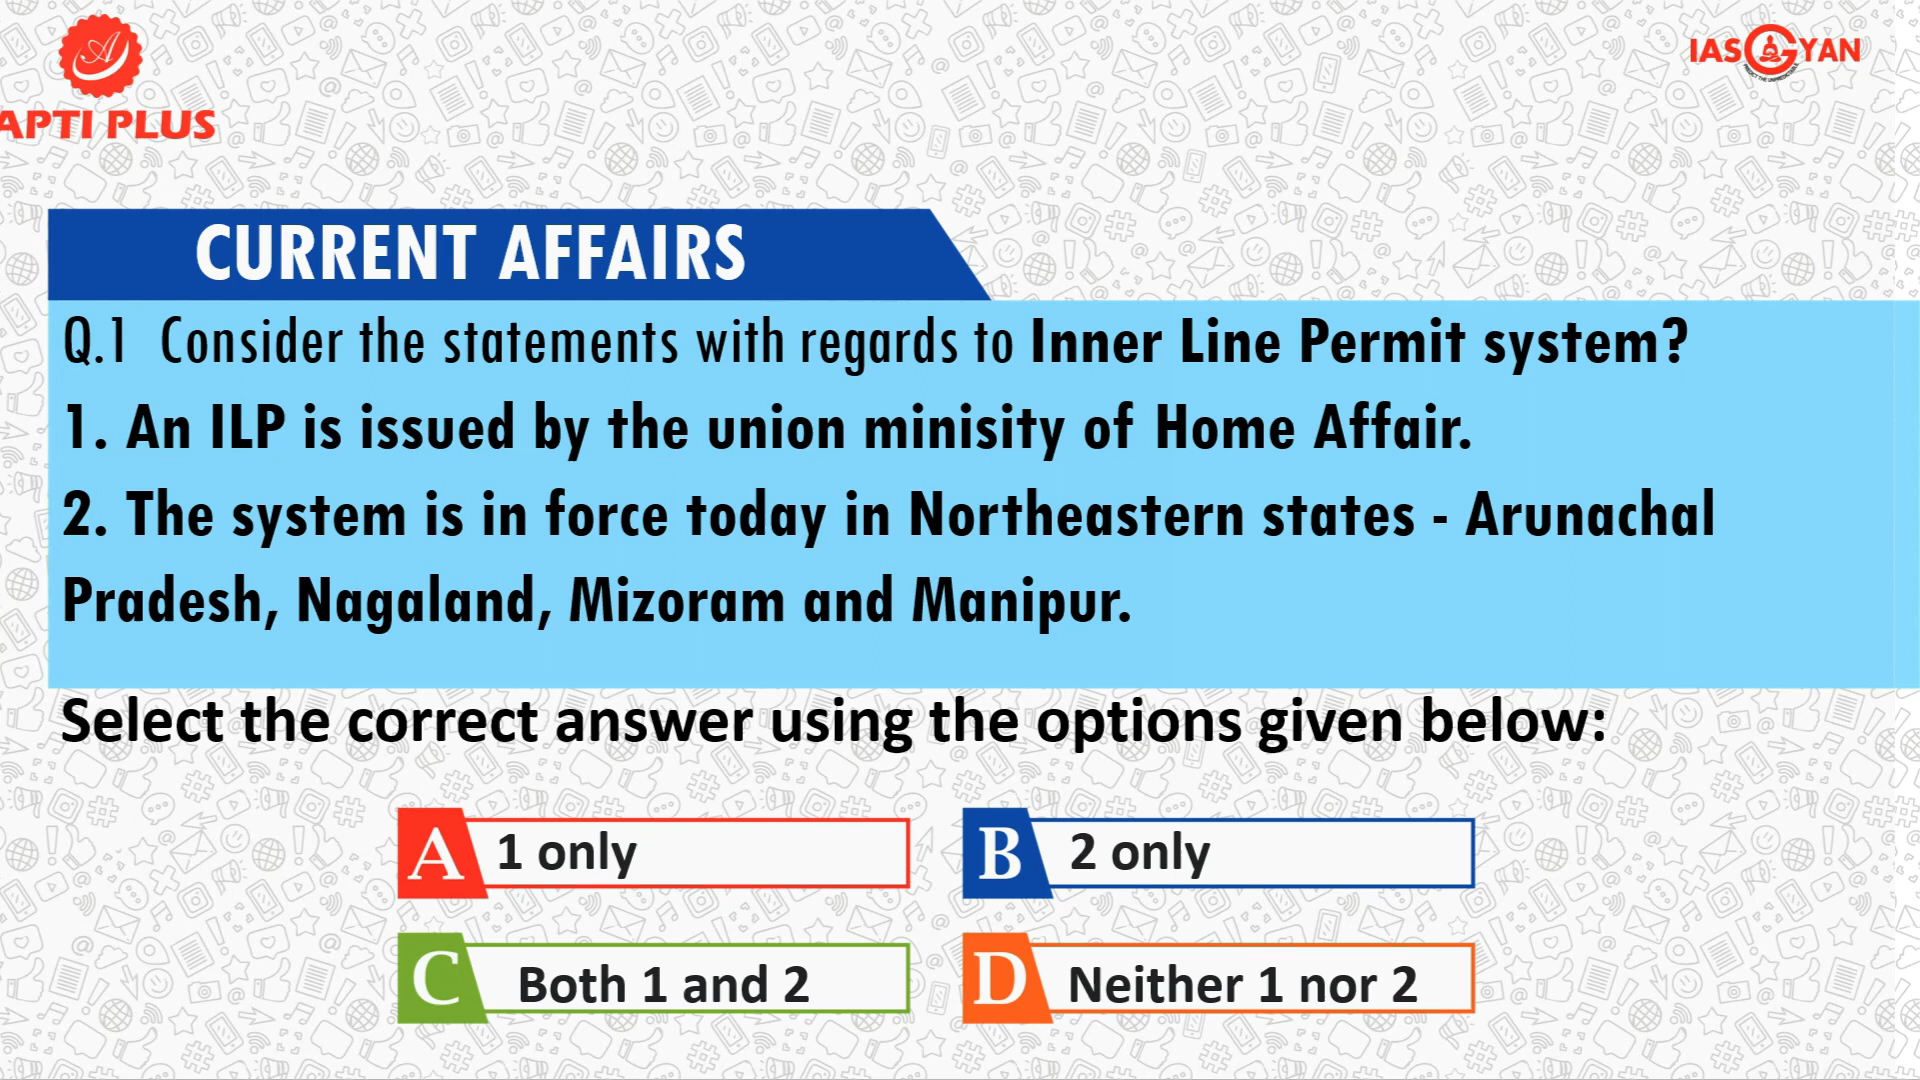 APTI PLUS
IASGYAN
CURRENT AFFAIRS
Q.1 Consider the statements with regards to Inner Line Permit system?
1. An ILP is issued by the union minisity of Home Affair.
2. The system is in force today in Northeastern states - Arunachal
Pradesh, Nagaland, Mizoram and Manipur.
Select the correct answer using the options given below:
A 1 only
B 2 only
C Both 1 and 2
D Neither 1 nor 2